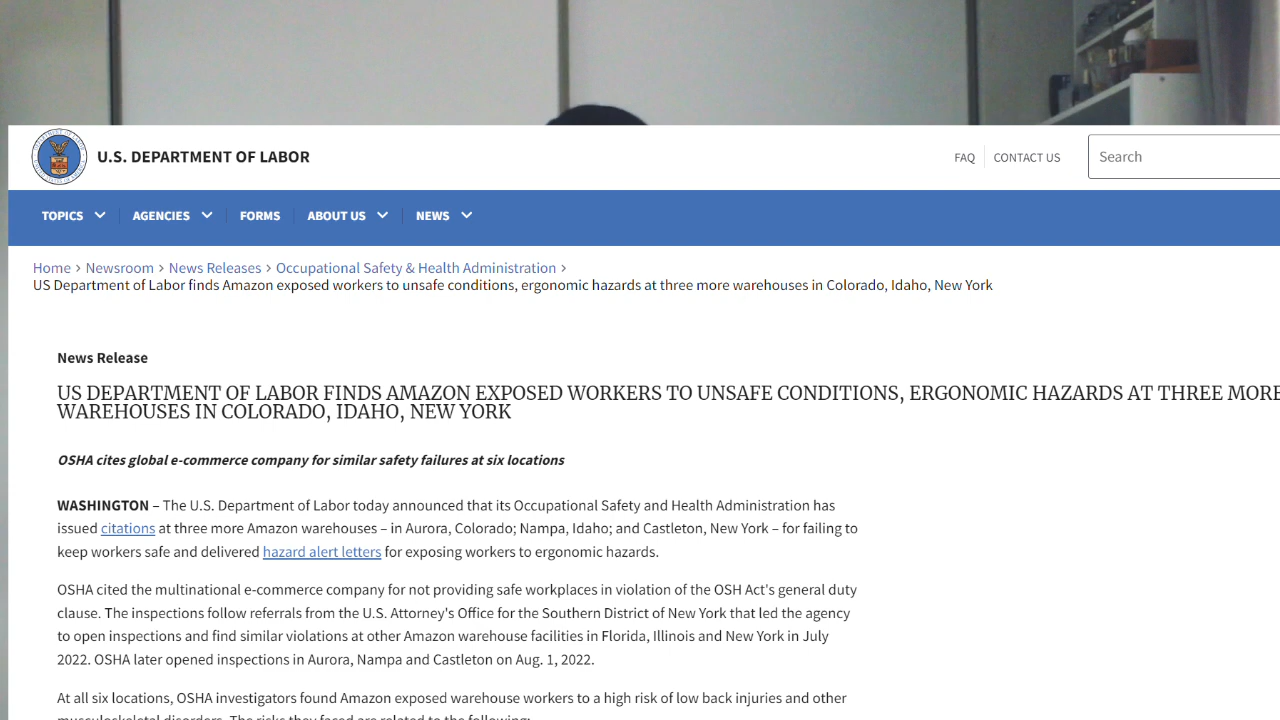 U.S. DEPARTMENT OF LABOR
FAQ
CONTACT US
Search
TOPICS
AGENCIES
FORMS
ABOUT US
NEWS
Home > Newsroom > News Releases > Occupational Safety & Health Administration >
US Department of Labor finds Amazon exposed workers to unsafe conditions, ergonomic hazards at three more warehouses in Colorado, Idaho, New York
News Release
US DEPARTMENT OF LABOR FINDS AMAZON EXPOSED WORKERS TO UNSAFE CONDITIONS, ERGONOMIC HAZARDS AT THREE MORE
WAREHOUSES IN COLORADO, IDAHO, NEW YORK
OSHA cites global e-commerce company for similar safety failures at six locations
WASHINGTON – The U.S. Department of Labor today announced that its Occupational Safety and Health Administration has
issued citations at three more Amazon warehouses – in Aurora, Colorado; Nampa, Idaho; and Castleton, New York – for failing to
keep workers safe and delivered hazard alert letters for exposing workers to ergonomic hazards.
OSHA cited the multinational e-commerce company for not providing safe workplaces in violation of the OSH Act's general duty
clause. The inspections follow referrals from the U.S. Attorney's Office for the Southern District of New York that led the agency
to open inspections and find similar violations at other Amazon warehouse facilities in Florida, Illinois and New York in July
2022. OSHA later opened inspections in Aurora, Nampa and Castleton on Aug. 1, 2022.
At all six locations, OSHA investigators found Amazon exposed warehouse workers to a high risk of low back injuries and other
musculoskeletal disorders. The risks they faced are related to the following: